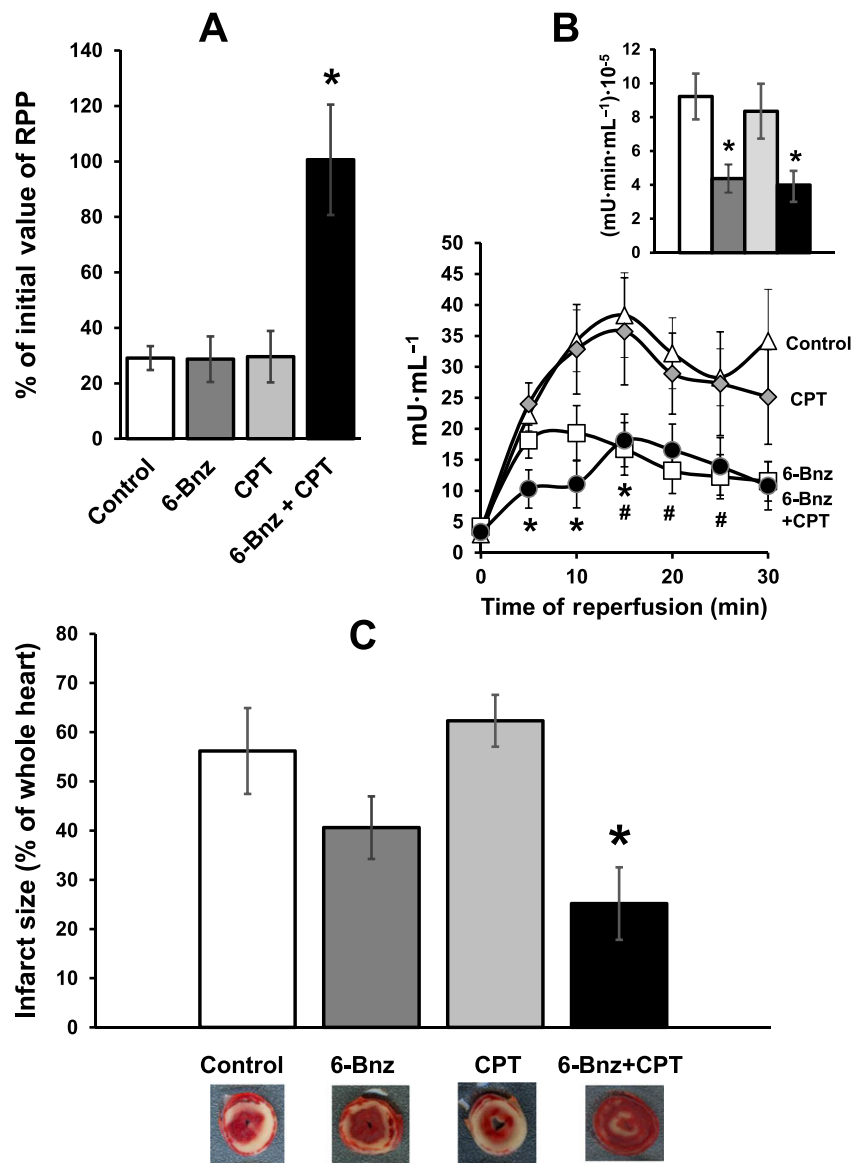 A
% of initial value of RPP
140
120
100
80
60
40
20
0
*
Control
6-Bnz
CPT
6-Bnz + CPT
B
(mU·min·mL⁻¹)·10⁻⁵
12
10
8
6
4
2
0
*
*
mU·mL⁻¹
50
45
40
35
30
25
20
15
10
5
0
Control
CPT
6-Bnz
6-Bnz
+CPT
* * *
# # #
0 10 20 30
Time of reperfusion (min)
C
Infarct size (% of whole heart)
80
70
60
50
40
30
20
10
0
*
Control 6-Bnz CPT 6-Bnz+CPT